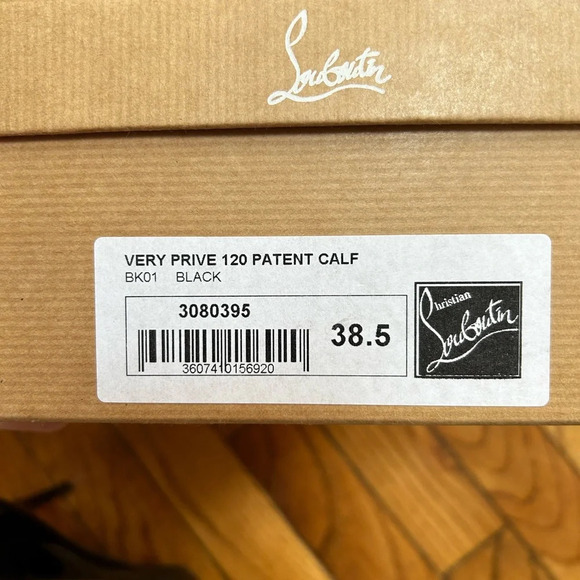 Louboutin
VERY PRIVE 120 PATENT CALF
BK01 BLACK
3080395
38.5
3607410156920
Christian
Louboutin